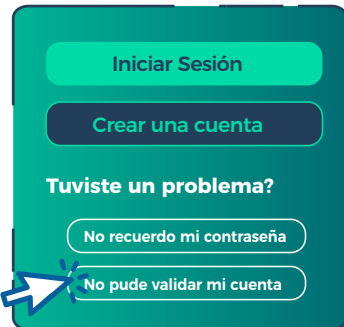 Iniciar Sesión
Crear una cuenta
Tuviste un problema?
No recuerdo mi contraseña
No pude validar mi cuenta